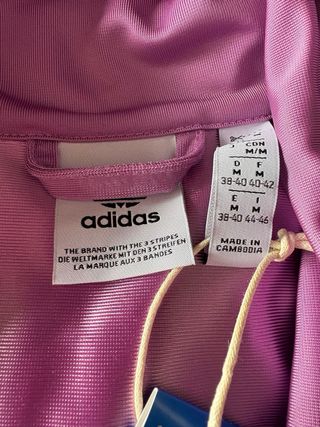 adidas
THE BRAND WITH THE 3 STRIPES
DIE WELTMARKE MIT DEN 3 STREIFEN
LA MARQUE AUX 3 BANDES
CDN
M/M
D F
M M
38-40 40-42
E I
M M
38-40 44-46
MADE IN
CAMBODIA